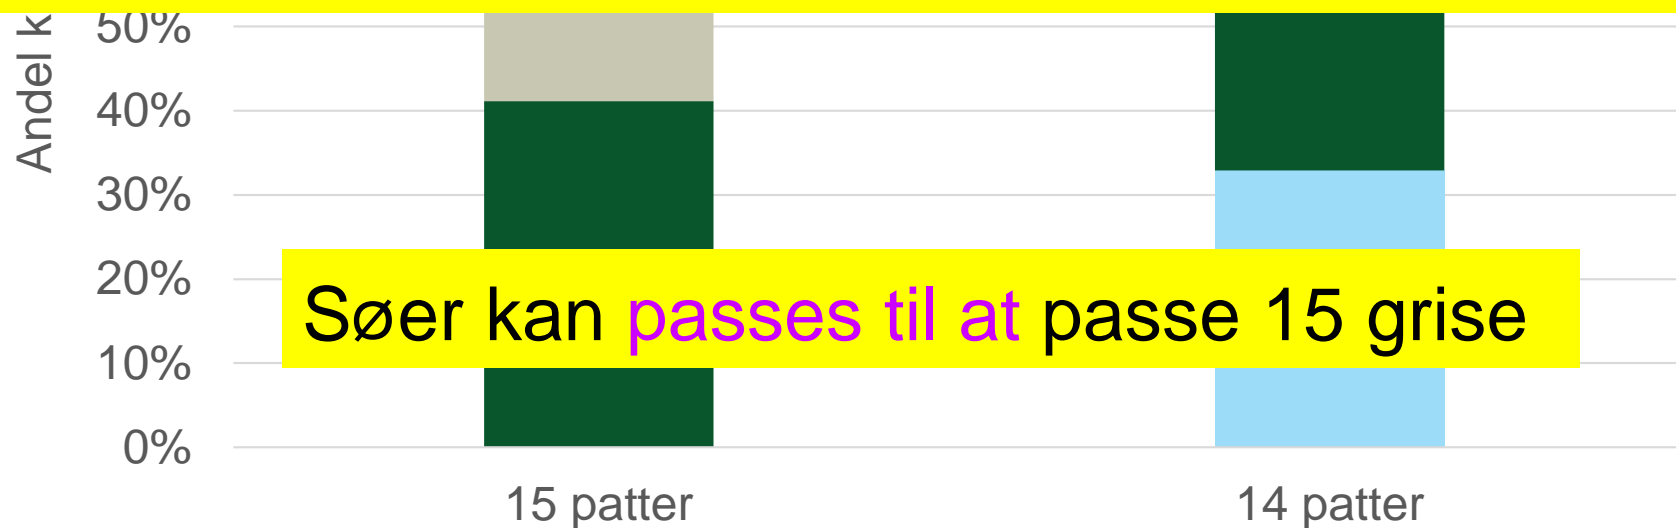 Andel k
50%
40%
30%
20%
10%
0%
Søer kan passes til at passe 15 grise
15 patter
14 patter